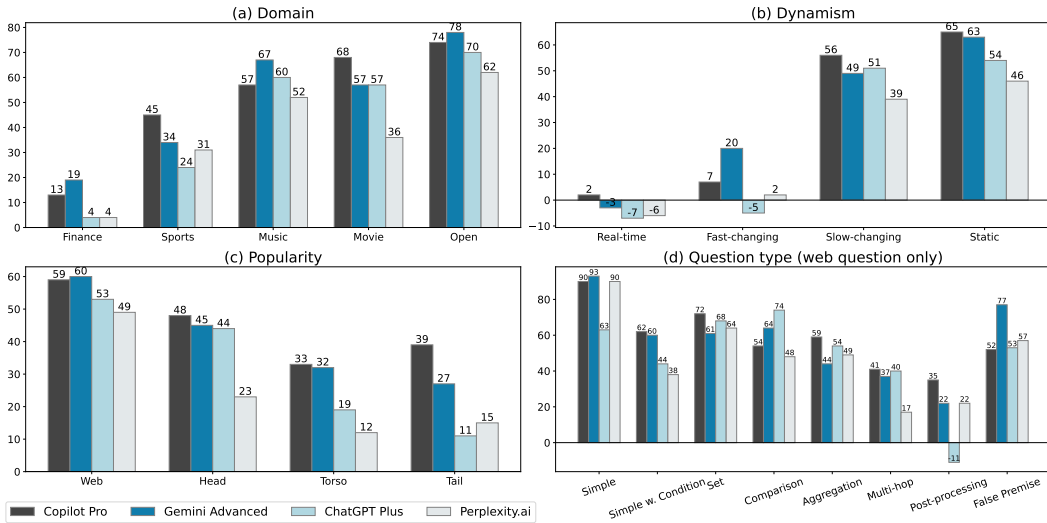 (a) Domain
80
70
60
50
40
30
20
10
0
13 19 4 4
45 34 24 31
57 67 60 52
68 57 57 36
74 78 70 62
Finance Sports Music Movie Open
(b) Dynamism
60
50
40
30
20
10
0
−10
2 -3 -7 -6
7 20 -5 2
56 49 51 39
65 63 54 46
Real-time Fast-changing Slow-changing Static
(c) Popularity
60
50
40
30
20
10
0
59 60 53 49
48 45 44 23
33 32 19 12
39 27 11 15
Web Head Torso Tail
(d) Question type (web question only)
80
60
40
20
0
90 93 63 90
62 60 44 38
72 61 68 64
54 64 74 48
59 44 54 49
41 37 40 17
35 22 -11 22
52 77 53 57
Simple Simple w. Condition Set Comparison Aggregation Multi-hop Post-processing False Premise
Copilot Pro Gemini Advanced ChatGPT Plus Perplexity.ai